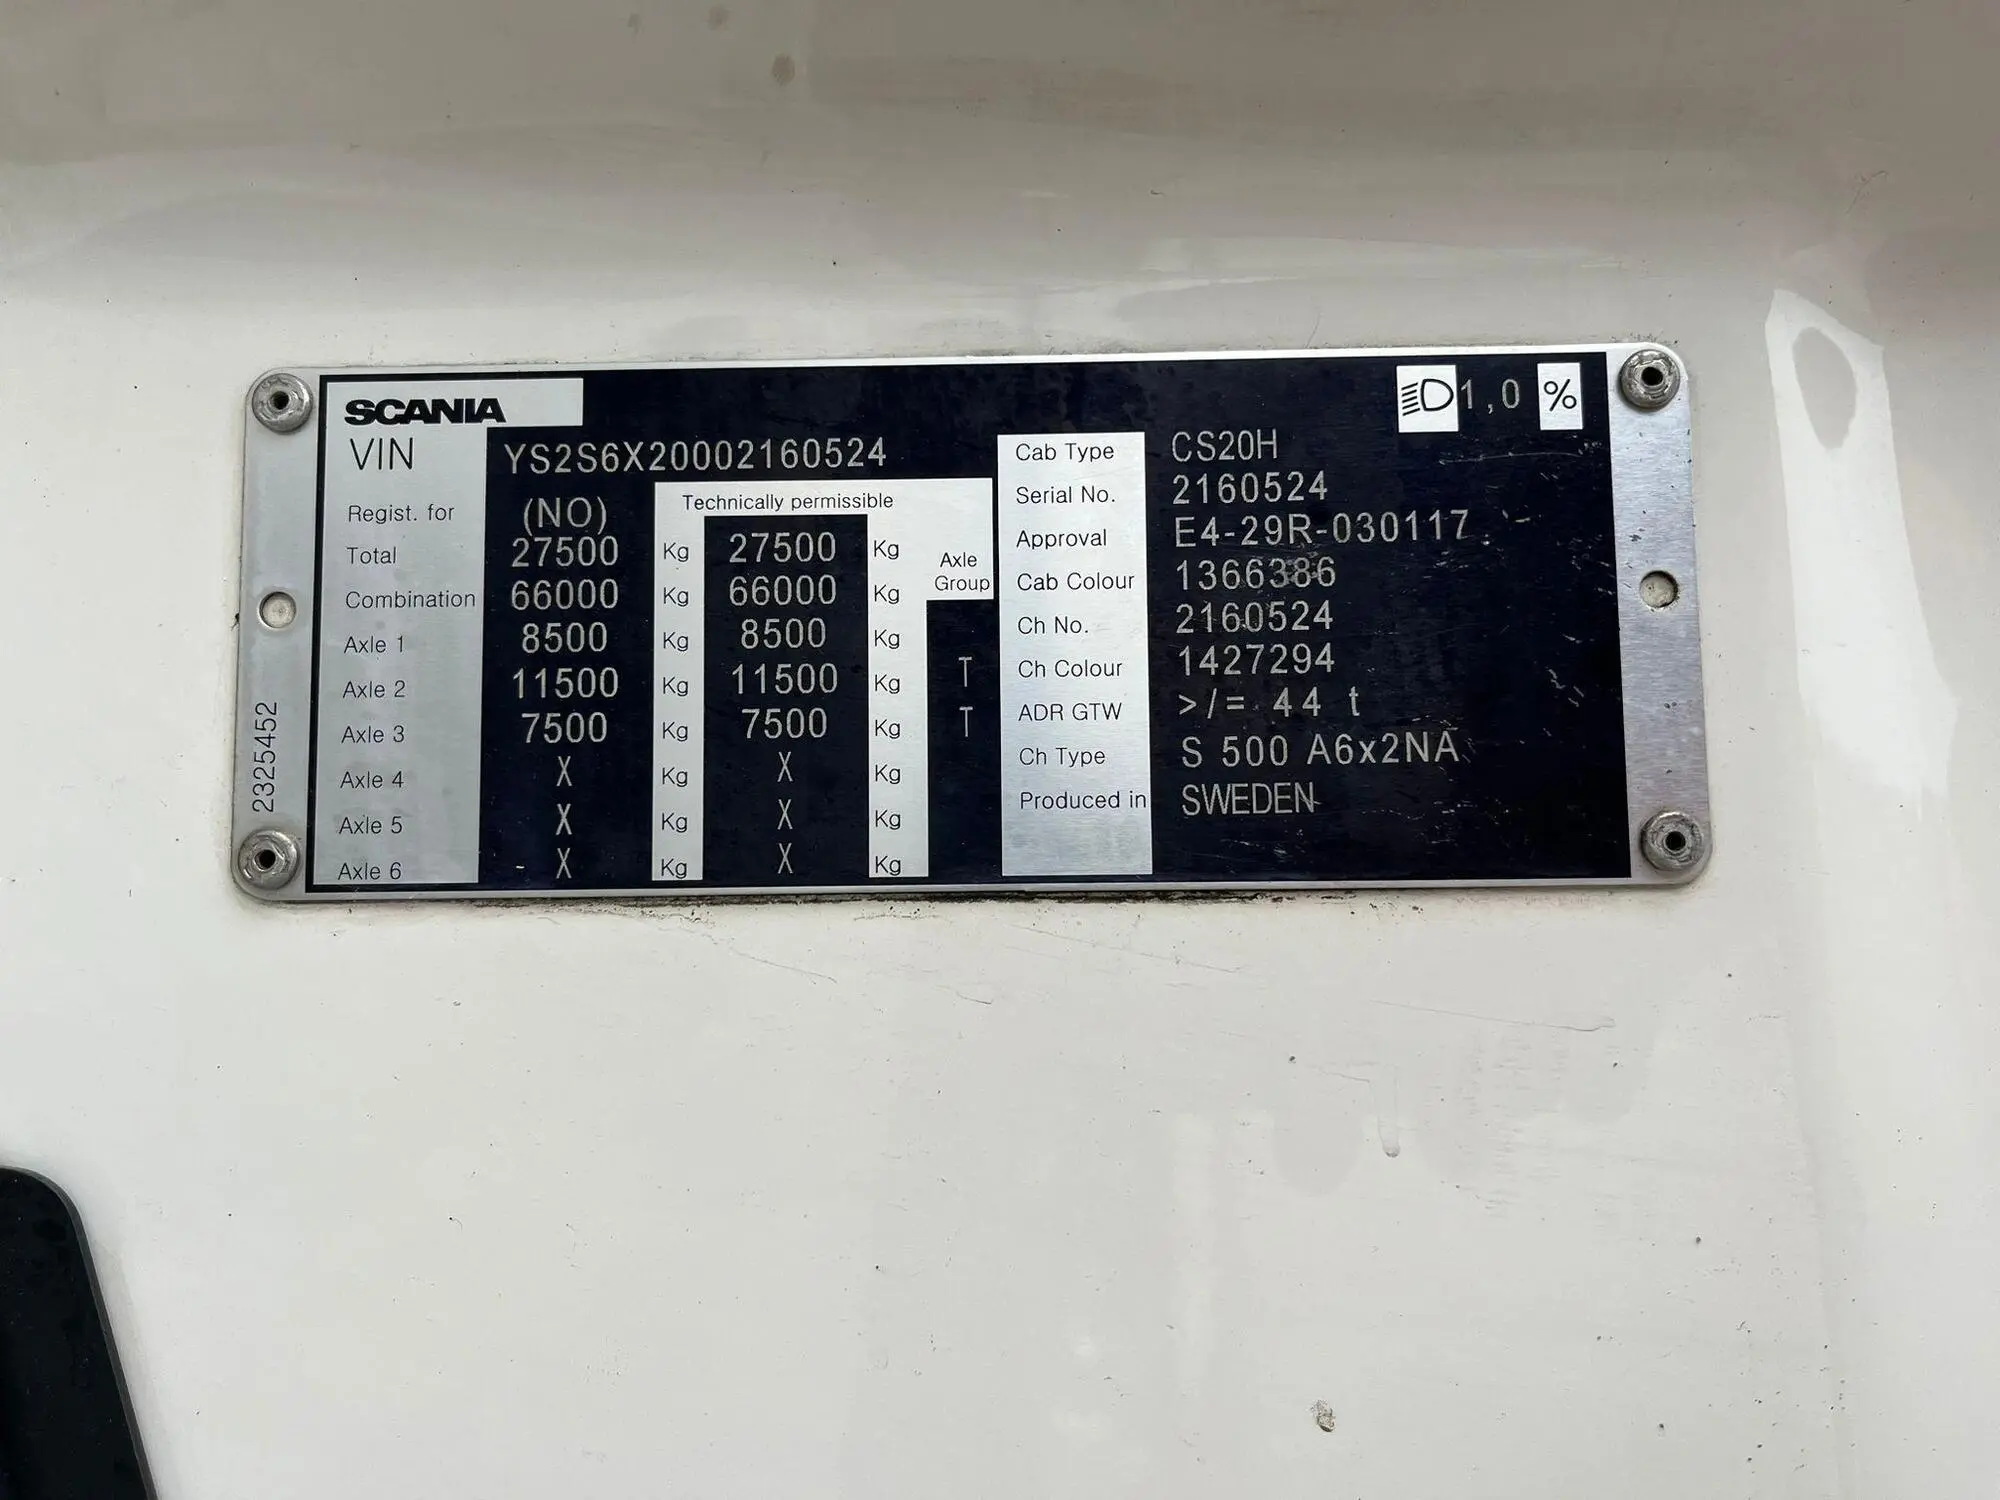 SCANIA
1,0 %
VIN YS2S6X20002160524
Regist. for (NO)
Technically permissible
Total 27500 Kg 27500 Kg
Combination 66000 Kg 66000 Kg
Axle Group
Axle 1 8500 Kg 8500 Kg
Axle 2 11500 Kg 11500 Kg T
Axle 3 7500 Kg 7500 Kg T
Axle 4 X Kg X Kg
Axle 5 X Kg X Kg
Axle 6 X Kg X Kg
Cab Type CS20H
Serial No. 2160524
Approval E4-29R-030117
Cab Colour 1366386
Ch No. 2160524
Ch Colour 1427294
ADR GTW >/= 44 t
Ch Type S 500 A6x2NA
Produced in SWEDEN
2325452